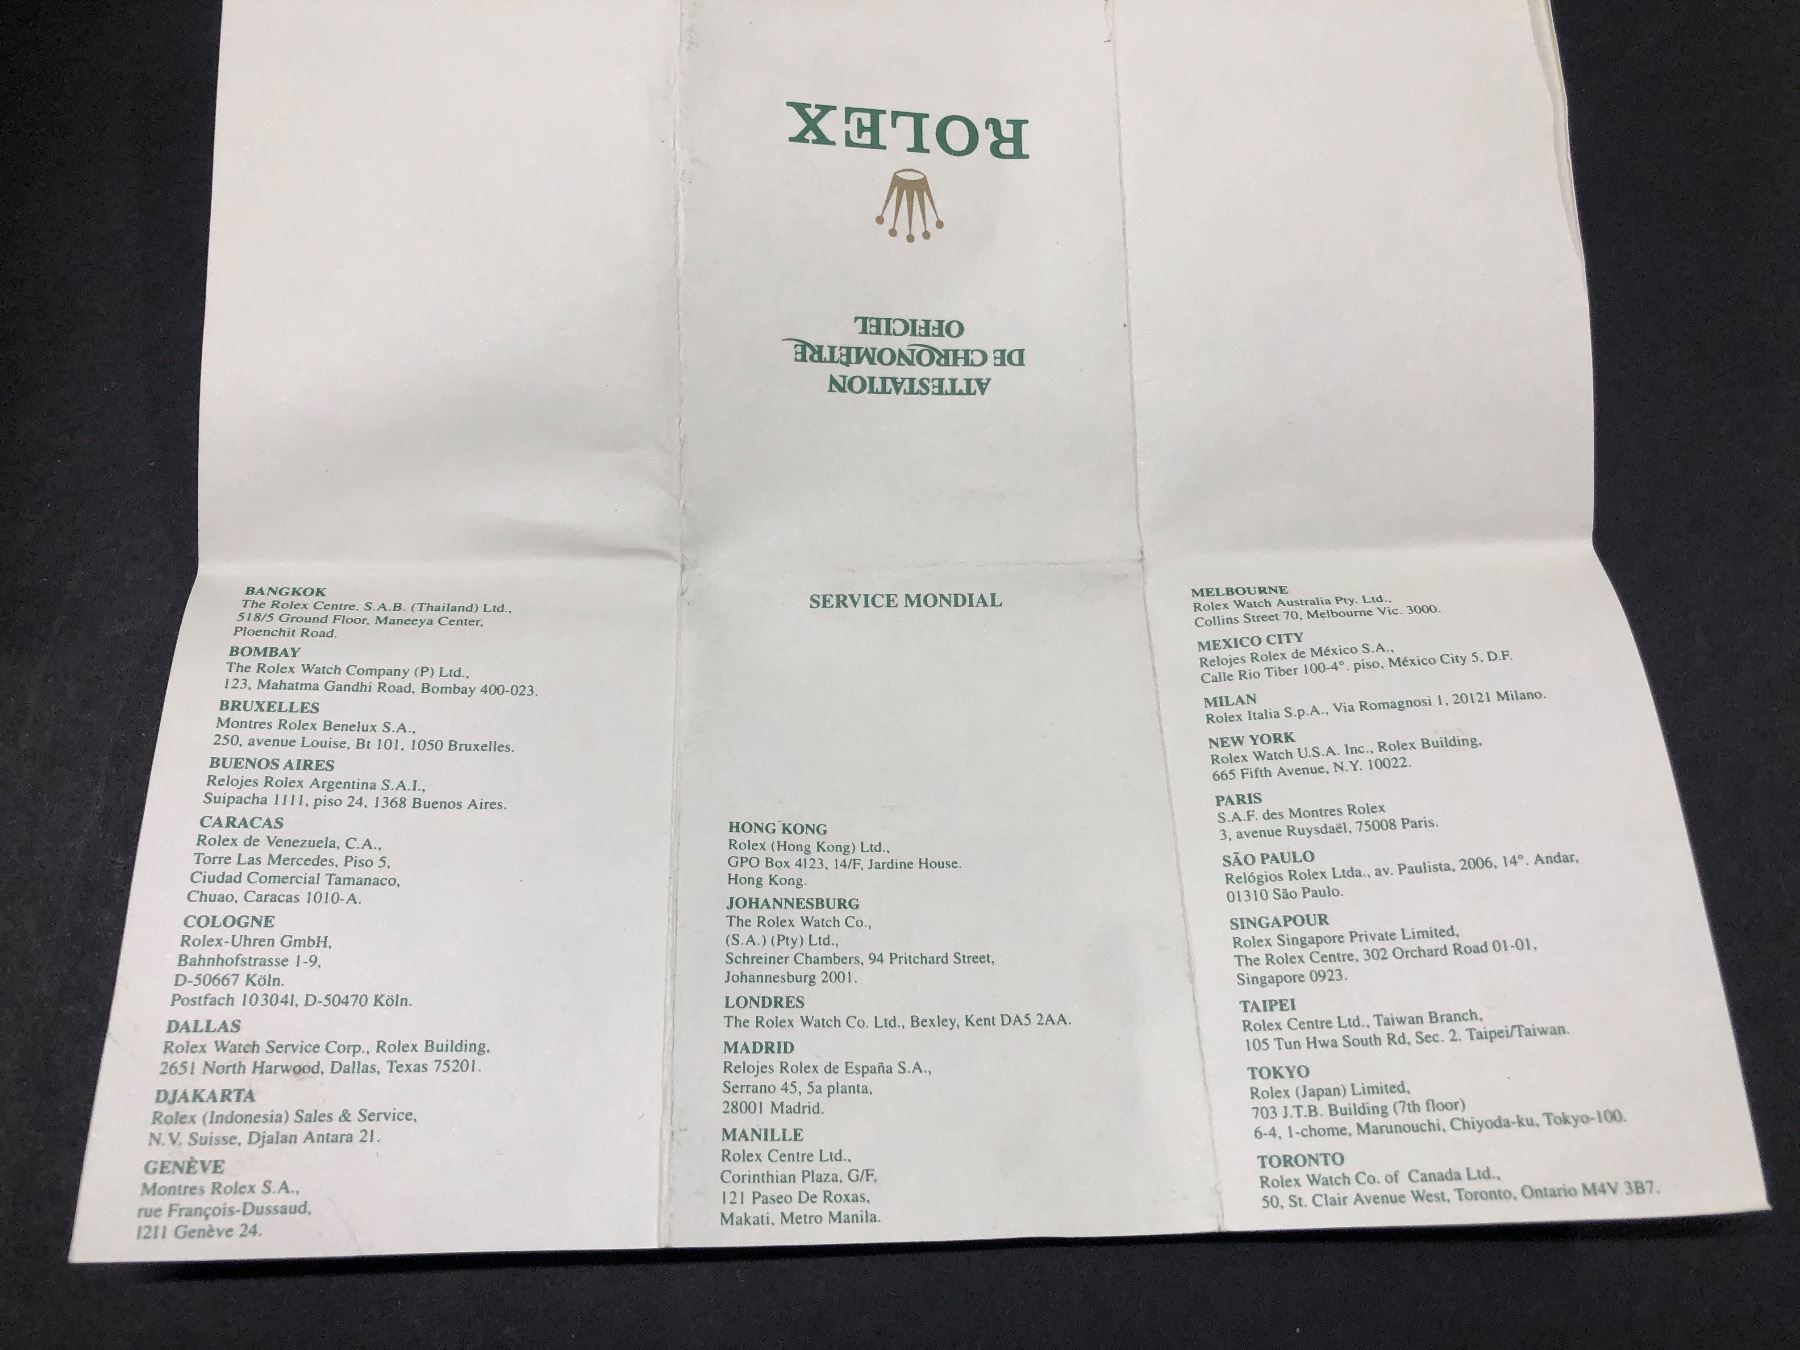 ROLEX
ATTESTATION
DE CHRONOMÈTRE
OFFICIEL
BANGKOK
The Rolex Centre, S.A.B. (Thailand) Ltd.,
518/5 Ground Floor, Maneeya Center,
Ploenchit Road.
BOMBAY
The Rolex Watch Company (P) Ltd.,
123, Mahatma Gandhi Road, Bombay 400-023.
BRUXELLES
Montres Rolex Benelux S.A.,
250, avenue Louise, Bt 101, 1050 Bruxelles.
BUENOS AIRES
Relojes Rolex Argentina S.A.I.,
Suipacha 1111, piso 24, 1368 Buenos Aires.
CARACAS
Rolex de Venezuela, C.A.,
Torre Las Mercedes, Piso 5,
Ciudad Comercial Tamanaco,
Chuao, Caracas 1010-A.
COLOGNE
Rolex-Uhren GmbH,
Bahnhofstrasse 1-9,
D-50667 Köln.
Postfach 103041, D-50470 Köln.
DALLAS
Rolex Watch Service Corp., Rolex Building,
2651 North Harwood, Dallas, Texas 75201.
DJAKARTA
Rolex (Indonesia) Sales & Service,
N.V. Suisse, Djalan Antara 21.
GENÈVE
Montres Rolex S.A.,
rue François-Dussaud,
1211 Genève 24.
SERVICE MONDIAL
HONG KONG
Rolex (Hong Kong) Ltd.,
GPO Box 4123, 14/F, Jardine House.
Hong Kong.
JOHANNESBURG
The Rolex Watch Co.,
(S.A.) (Pty) Ltd.,
Schreiner Chambers, 94 Pritchard Street,
Johannesburg 2001.
LONDRES
The Rolex Watch Co. Ltd., Bexley, Kent DA5 2AA.
MADRID
Relojes Rolex de España S.A.,
Serrano 45, 5a planta,
28001 Madrid.
MANILLE
Rolex Centre Ltd.,
Corinthian Plaza, G/F,
121 Paseo De Roxas,
Makati, Metro Manila.
MELBOURNE
Rolex Watch Australia Pty. Ltd.,
Collins Street 70, Melbourne Vic. 3000.
MEXICO CITY
Relojes Rolex de México S.A.,
Calle Rio Tiber 100-4°. piso, México City 5, D.F.
MILAN
Rolex Italia S.p.A., Via Romagnosi 1, 20121 Milano.
NEW YORK
Rolex Watch U.S.A. Inc., Rolex Building,
665 Fifth Avenue, N.Y. 10022.
PARIS
S.A.F. des Montres Rolex
3, avenue Ruysdaël, 75008 Paris.
SÃO PAULO
Relógios Rolex Ltda., av. Paulista, 2006, 14°. Andar,
01310 São Paulo.
SINGAPOUR
Rolex Singapore Private Limited,
The Rolex Centre, 302 Orchard Road 01-01,
Singapore 0923.
TAIPEI
Rolex Centre Ltd., Taiwan Branch,
105 Tun Hwa South Rd, Sec. 2. Taipei/Taiwan.
TOKYO
Rolex (Japan) Limited,
703 J.T.B. Building (7th floor)
6-4, 1-chome, Marunouchi, Chiyoda-ku, Tokyo-100.
TORONTO
Rolex Watch Co. of Canada Ltd.,
50, St. Clair Avenue West, Toronto, Ontario M4V 3B7.